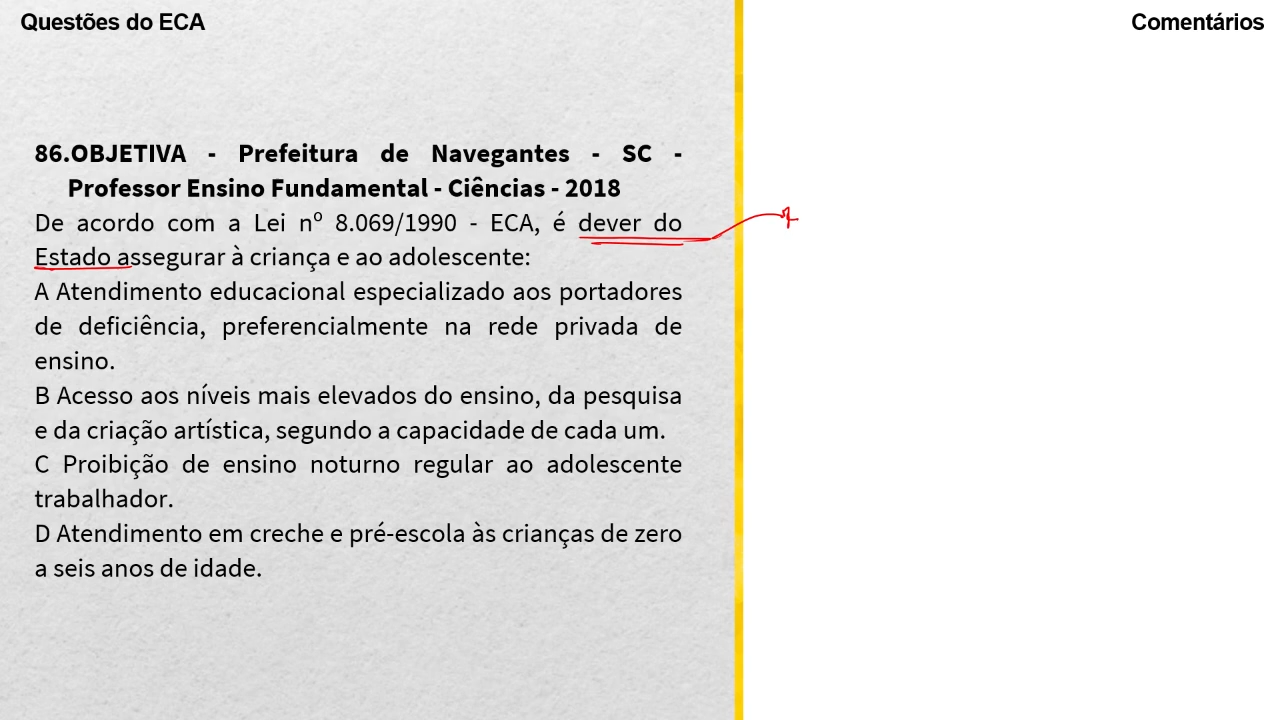 Questões do ECA
Comentários
86.OBJETIVA - Prefeitura de Navegantes - SC -
Professor Ensino Fundamental - Ciências - 2018
De acordo com a Lei nº 8.069/1990 - ECA, é dever do
Estado assegurar à criança e ao adolescente:
A Atendimento educacional especializado aos portadores
de deficiência, preferencialmente na rede privada de
ensino.
B Acesso aos níveis mais elevados do ensino, da pesquisa
e da criação artística, segundo a capacidade de cada um.
C Proibição de ensino noturno regular ao adolescente
trabalhador.
D Atendimento em creche e pré-escola às crianças de zero
a seis anos de idade.